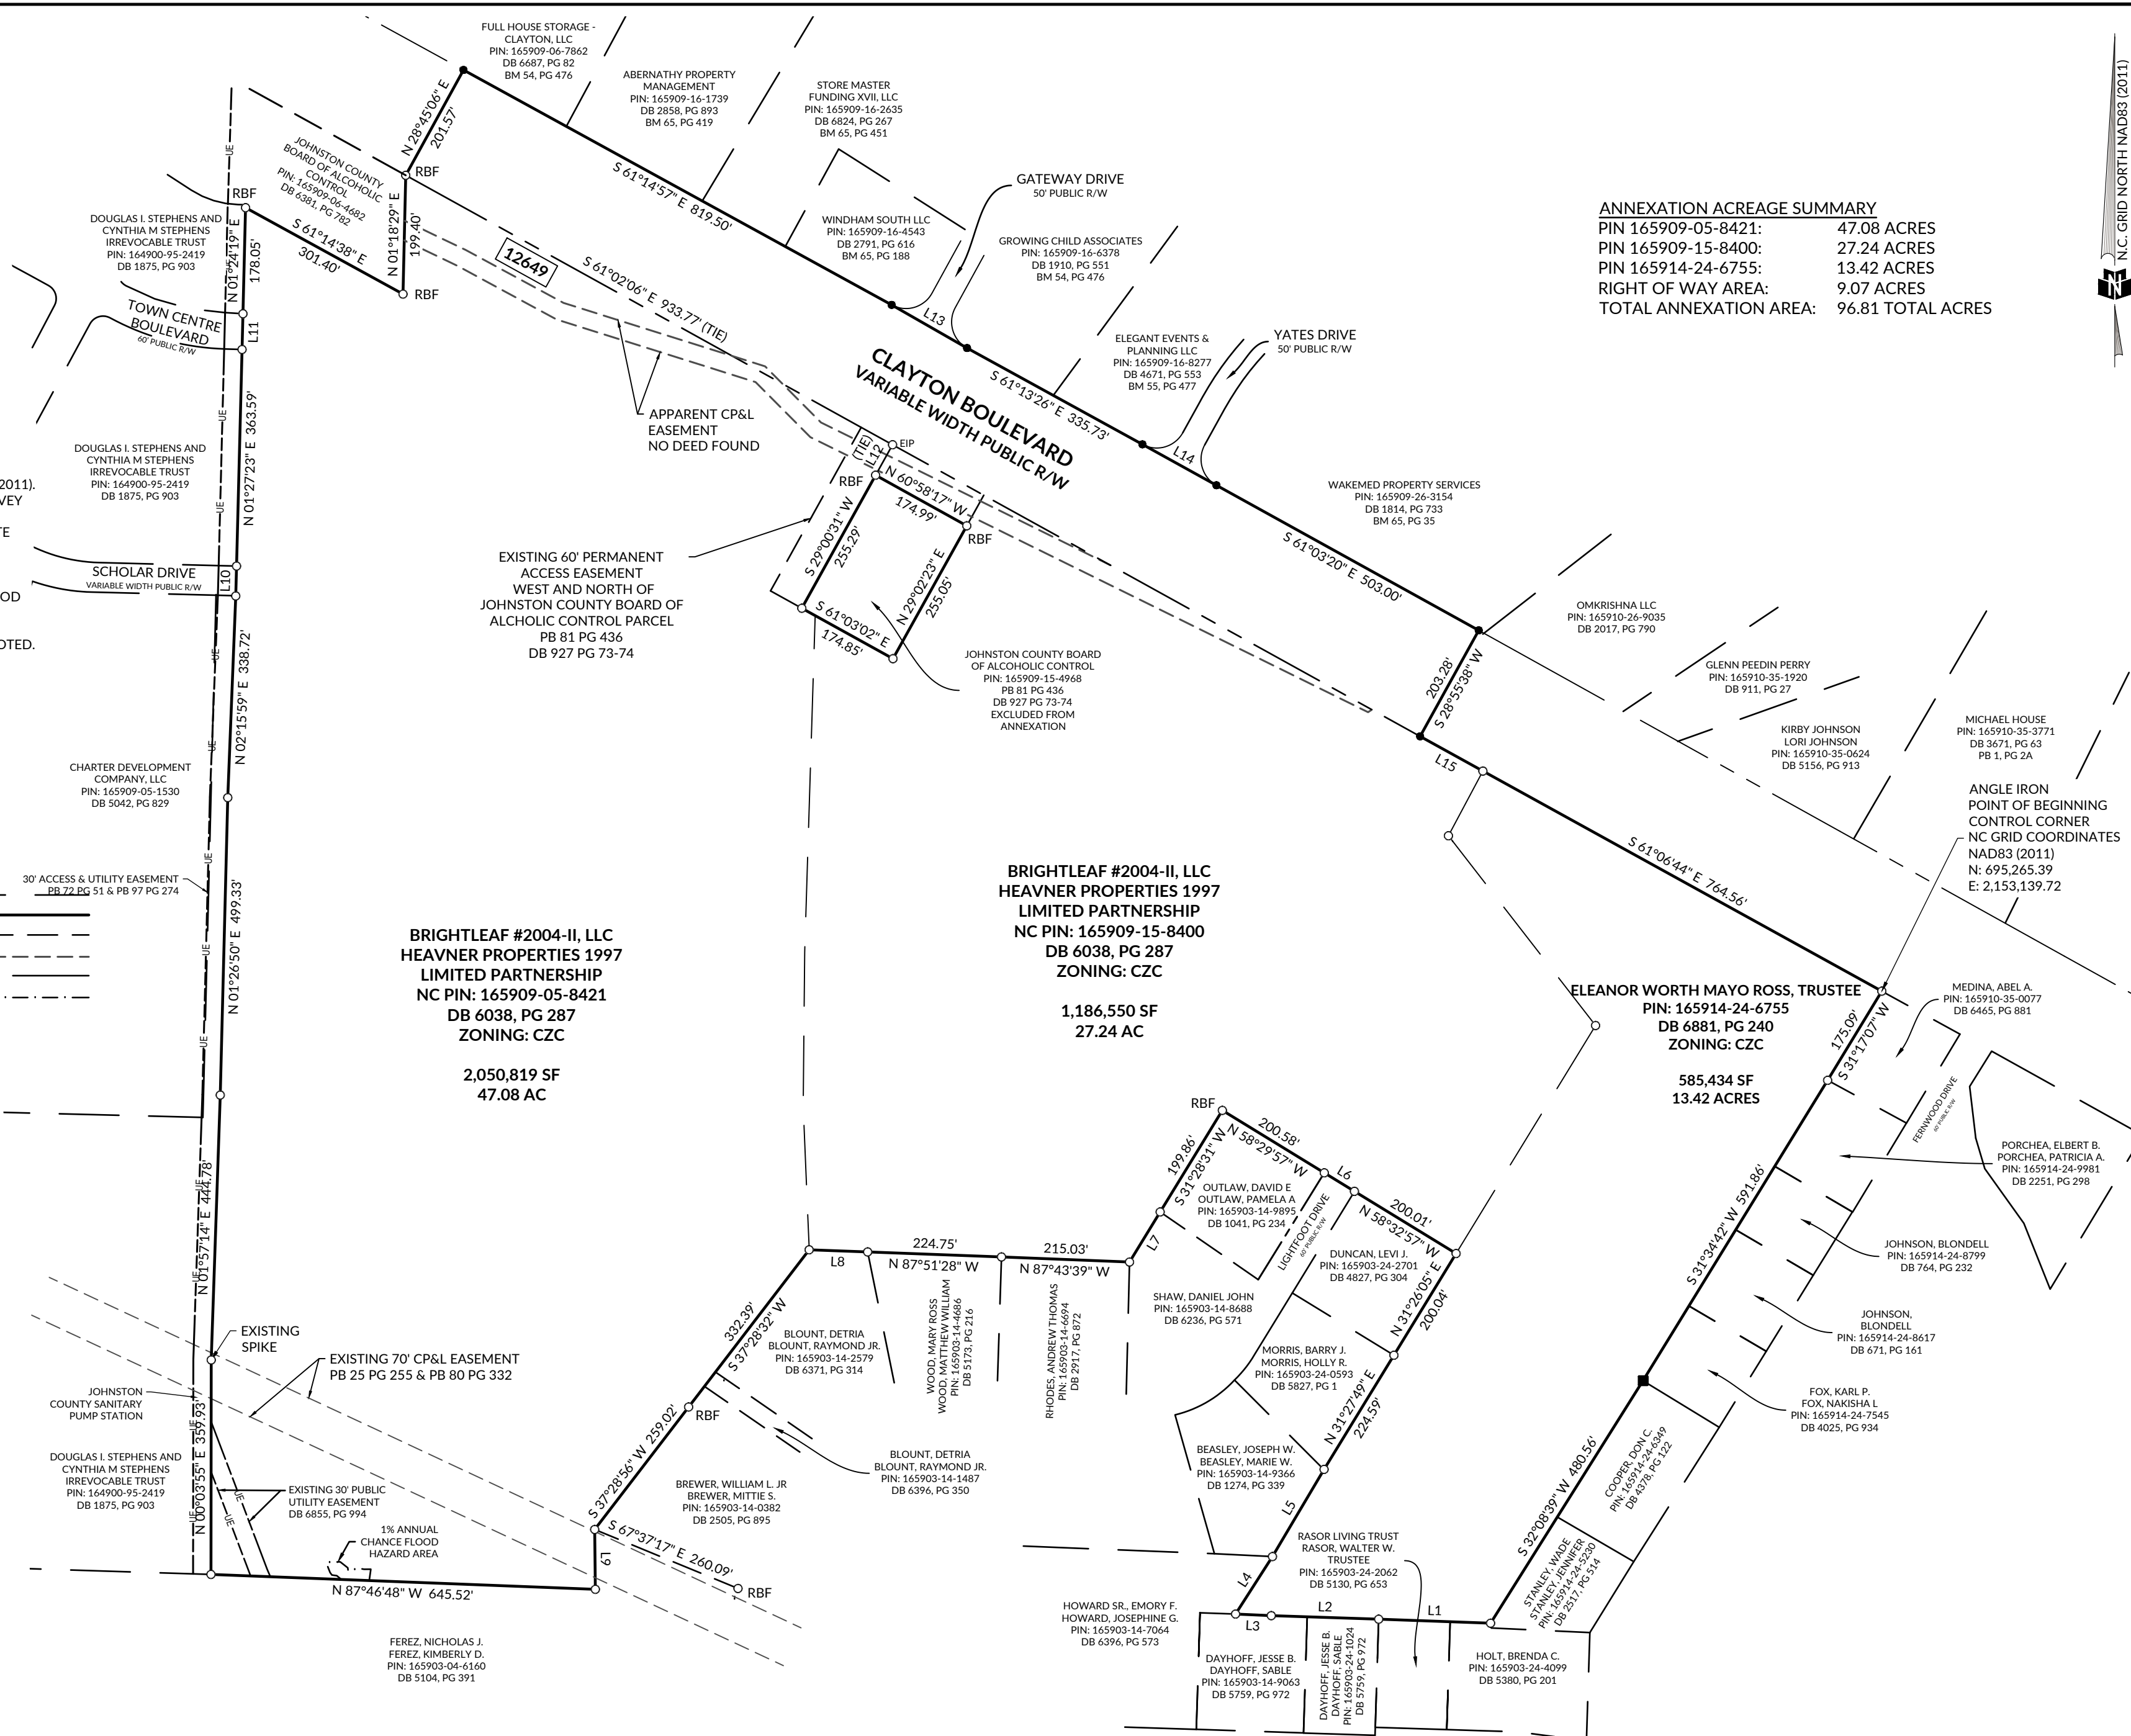 FULL HOUSE STORAGE -
CLAYTON, LLC
PIN: 165909-06-7862
DB 6687, PG 82
BM 54, PG 476
ABERNATHY PROPERTY
MANAGEMENT
PIN: 165909-16-1739
DB 2858, PG 893
BM 65, PG 419
STORE MASTER
FUNDING XVII, LLC
PIN: 165909-16-2635
DB 6824, PG 267
BM 65, PG 451
N.C. GRID NORTH NAD83 (2011)
N
N 28°45'06" E
201.57'
RBF
JOHNSTON COUNTY
BOARD OF ALCOHOLIC
CONTROL
PIN: 165909-06-4682
DB 6381, PG 782
S 61°14'57" E 819.50'
GATEWAY DRIVE
50' PUBLIC R/W
ANNEXATION ACREAGE SUMMARY
PIN 165909-05-8421: 47.08 ACRES
PIN 165909-15-8400: 27.24 ACRES
PIN 165914-24-6755: 13.42 ACRES
RIGHT OF WAY AREA: 9.07 ACRES
TOTAL ANNEXATION AREA: 96.81 TOTAL ACRES
RBF
DOUGLAS I. STEPHENS AND
CYNTHIA M STEPHENS
IRREVOCABLE TRUST
PIN: 164900-95-2419
DB 1875, PG 903
N 01°24'19" E
178.05'
S 61°14'38" E
301.40'
N 01°18'29" E
199.40'
RBF
12649
S 61°02'06" E 933.77' (TIE)
WINDHAM SOUTH LLC
PIN: 165909-16-4543
DB 2791, PG 616
BM 65, PG 188
GROWING CHILD ASSOCIATES
PIN: 165909-16-6378
DB 1910, PG 551
BM 54, PG 476
TOWN CENTRE
BOULEVARD
60' PUBLIC R/W
L11
L13
ELEGANT EVENTS &
PLANNING LLC
PIN: 165909-16-8277
DB 4671, PG 553
BM 55, PG 477
YATES DRIVE
50' PUBLIC R/W
CLAYTON BOULEVARD
VARIABLE WIDTH PUBLIC R/W
S 61°13'26" E 335.73'
L14
APPARENT CP&L
EASEMENT
NO DEED FOUND
N 01°27'23" E 363.59'
UE
UE
UE
UE
UE
UE
UE
UE
UE
UE
UE
UE
UE
UE
DOUGLAS I. STEPHENS AND
CYNTHIA M STEPHENS
IRREVOCABLE TRUST
PIN: 164900-95-2419
DB 1875, PG 903
2011).
VEY
TE
OD
OTED.
(TIE)
L12
EIP
RBF
N 60°58'17" W
174.99'
RBF
S 29°00'31" W
255.29'
N 29°02'23" E
255.05'
S 61°03'02" E
174.85'
WAKEMED PROPERTY SERVICES
PIN: 165909-26-3154
DB 1814, PG 733
BM 65, PG 35
S 61°03'20" E 503.00'
EXISTING 60' PERMANENT
ACCESS EASEMENT
WEST AND NORTH OF
JOHNSTON COUNTY BOARD OF
ALCHOLIC CONTROL PARCEL
PB 81 PG 436
DB 927 PG 73-74
SCHOLAR DRIVE
VARIABLE WIDTH PUBLIC R/W
L10
N 02°15'59" E 338.72'
JOHNSTON COUNTY BOARD
OF ALCOHOLIC CONTROL
PIN: 165909-15-4968
PB 81 PG 436
DB 927 PG 73-74
EXCLUDED FROM
ANNEXATION
OMKRISHNA LLC
PIN: 165910-26-9035
DB 2017, PG 790
GLENN PEEDIN PERRY
PIN: 165910-35-1920
DB 911, PG 27
203.28'
S 28°55'38" W
KIRBY JOHNSON
LORI JOHNSON
PIN: 165910-35-0624
DB 5156, PG 913
MICHAEL HOUSE
PIN: 165910-35-3771
DB 3671, PG 63
PB 1, PG 2A
L15
S 61°06'44" E 764.56'
ANGLE IRON
POINT OF BEGINNING
CONTROL CORNER
NC GRID COORDINATES
NAD83 (2011)
N: 695,265.39
E: 2,153,139.72
CHARTER DEVELOPMENT
COMPANY, LLC
PIN: 165909-05-1530
DB 5042, PG 829
30' ACCESS & UTILITY EASEMENT
PB 72 PG 51 & PB 97 PG 274
N 01°26'50" E 499.33'
BRIGHTLEAF #2004-II, LLC
HEAVNER PROPERTIES 1997
LIMITED PARTNERSHIP
NC PIN: 165909-05-8421
DB 6038, PG 287
ZONING: CZC
2,050,819 SF
47.08 AC
BRIGHTLEAF #2004-II, LLC
HEAVNER PROPERTIES 1997
LIMITED PARTNERSHIP
NC PIN: 165909-15-8400
DB 6038, PG 287
ZONING: CZC
1,186,550 SF
27.24 AC
ELEANOR WORTH MAYO ROSS, TRUSTEE
PIN: 165914-24-6755
DB 6881, PG 240
ZONING: CZC
585,434 SF
13.42 ACRES
175.09'
S 31°17'07" W
MEDINA, ABEL A.
PIN: 165910-35-0077
DB 6465, PG 881
FERNWOOD DRIVE
60' PUBLIC R/W
PORCHEA, ELBERT B.
PORCHEA, PATRICIA A.
PIN: 165914-24-9981
DB 2251, PG 298
S 31°34'42" W 591.86'
N 01°57'14" E 444.78'
RBF
200.58'
N 58°29'57" W
199.86'
S 31°28'31" W
L6
OUTLAW, DAVID E
OUTLAW, PAMELA A
PIN: 165903-14-9895
DB 1041, PG 234
LIGHTFOOT DRIVE
60' PUBLIC R/W
200.01'
N 58°32'57" W
L7
DUNCAN, LEVI J.
PIN: 165903-24-2701
DB 4827, PG 304
JOHNSON, BLONDELL
PIN: 165914-24-8799
DB 764, PG 232
L8
224.75'
N 87°51'28" W
215.03'
N 87°43'39" W
332.39'
S 37°28'32" W
N 31°26'05" E
200.04'
SHAW, DANIEL JOHN
PIN: 165903-14-8688
DB 6236, PG 571
BLOUNT, DETRIA
BLOUNT, RAYMOND JR.
PIN: 165903-14-2579
DB 6371, PG 314
WOOD, MARY ROSS
WOOD, MATTHEW WILLIAM
PIN: 165903-14-4686
DB 5173, PG 216
RHODES, ANDREW THOMAS
PIN: 165903-14-6694
DB 2917, PG 872
JOHNSON,
BLONDELL
PIN: 165914-24-8617
DB 671, PG 161
EXISTING
SPIKE
EXISTING 70' CP&L EASEMENT
PB 25 PG 255 & PB 80 PG 332
MORRIS, BARRY J.
MORRIS, HOLLY R.
PIN: 165903-24-0593
DB 5827, PG 1
N 31°27'49" E
224.59'
FOX, KARL P.
FOX, NAKISHA L
PIN: 165914-24-7545
DB 4025, PG 934
JOHNSTON
COUNTY SANITARY
PUMP STATION
RBF
S 37°28'56" W 259.02'
N 00°03'55" E 359.93'
DOUGLAS I. STEPHENS AND
CYNTHIA M STEPHENS
IRREVOCABLE TRUST
PIN: 164900-95-2419
DB 1875, PG 903
BLOUNT, DETRIA
BLOUNT, RAYMOND JR.
PIN: 165903-14-1487
DB 6396, PG 350
BEASLEY, JOSEPH W.
BEASLEY, MARIE W.
PIN: 165903-14-9366
DB 1274, PG 339
S 32°08'39" W 480.56'
COOPER, DON C.
PIN: 165914-24-6349
DB 4378, PG 122
BREWER, WILLIAM L. JR
BREWER, MITTIE S.
PIN: 165903-14-0382
DB 2505, PG 895
L5
EXISTING 30' PUBLIC
UTILITY EASEMENT
DB 6855, PG 994
1% ANNUAL
CHANCE FLOOD
HAZARD AREA
S 67°37'17" E 260.09'
RBF
L9
RASOR LIVING TRUST
RASOR, WALTER W.
TRUSTEE
PIN: 165903-24-2062
DB 5130, PG 653
STANLEY, WADE
STANLEY, JENNIFER
PIN: 165914-24-5230
DB 2517, PG 514
L4
N 87°46'48" W 645.52'
HOWARD SR., EMORY F.
HOWARD, JOSEPHINE G.
PIN: 165903-14-7064
DB 6396, PG 573
L3
L2
L1
FEREZ, NICHOLAS J.
FEREZ, KIMBERLY D.
PIN: 165903-04-6160
DB 5104, PG 391
DAYHOFF, JESSE B.
DAYHOFF, SABLE
PIN: 165903-14-9063
DB 5759, PG 972
DAYHOFF, JESSE B.
DAYHOFF, SABLE
PIN: 165903-24-1024
DB 5759, PG 972
HOLT, BRENDA C.
PIN: 165903-24-4099
DB 5380, PG 201